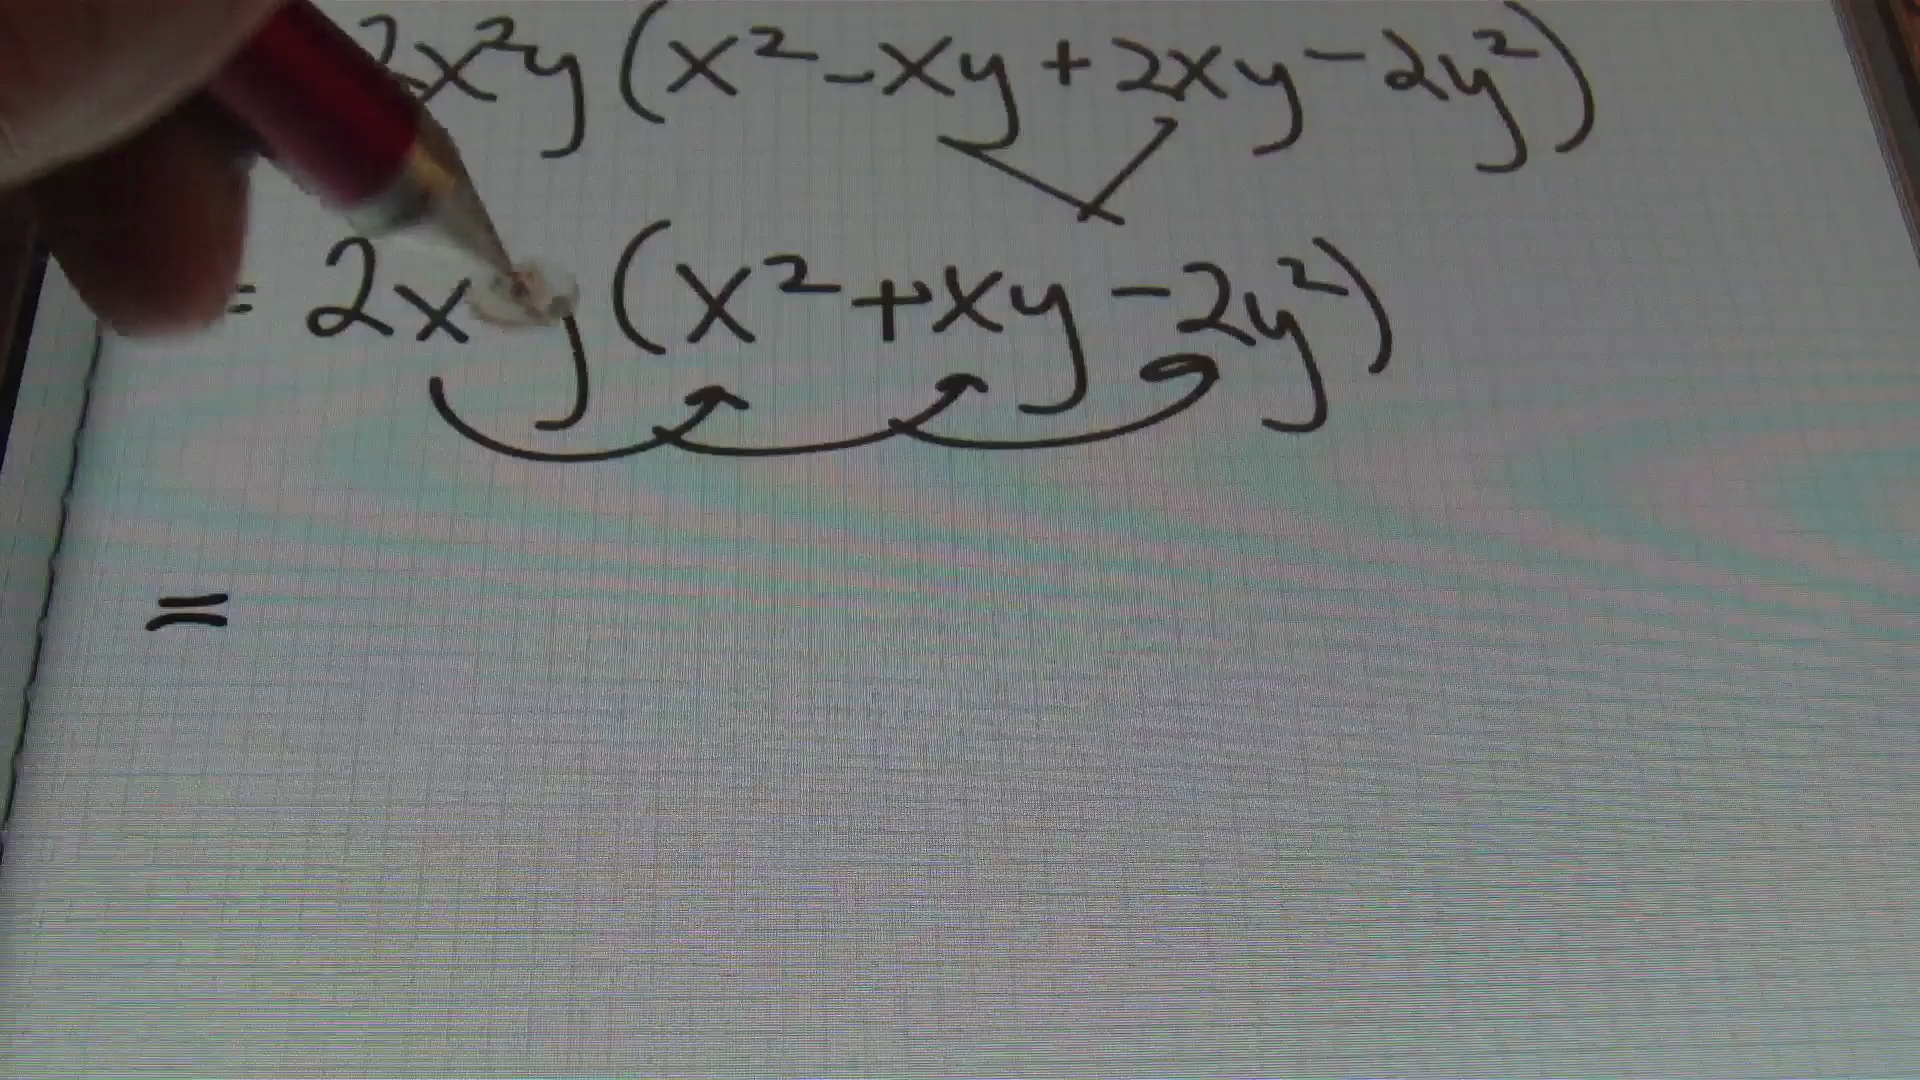 2x²y (x² - xy + 2xy - 2y²)
= 2x y (x² + xy - 2y²)
=